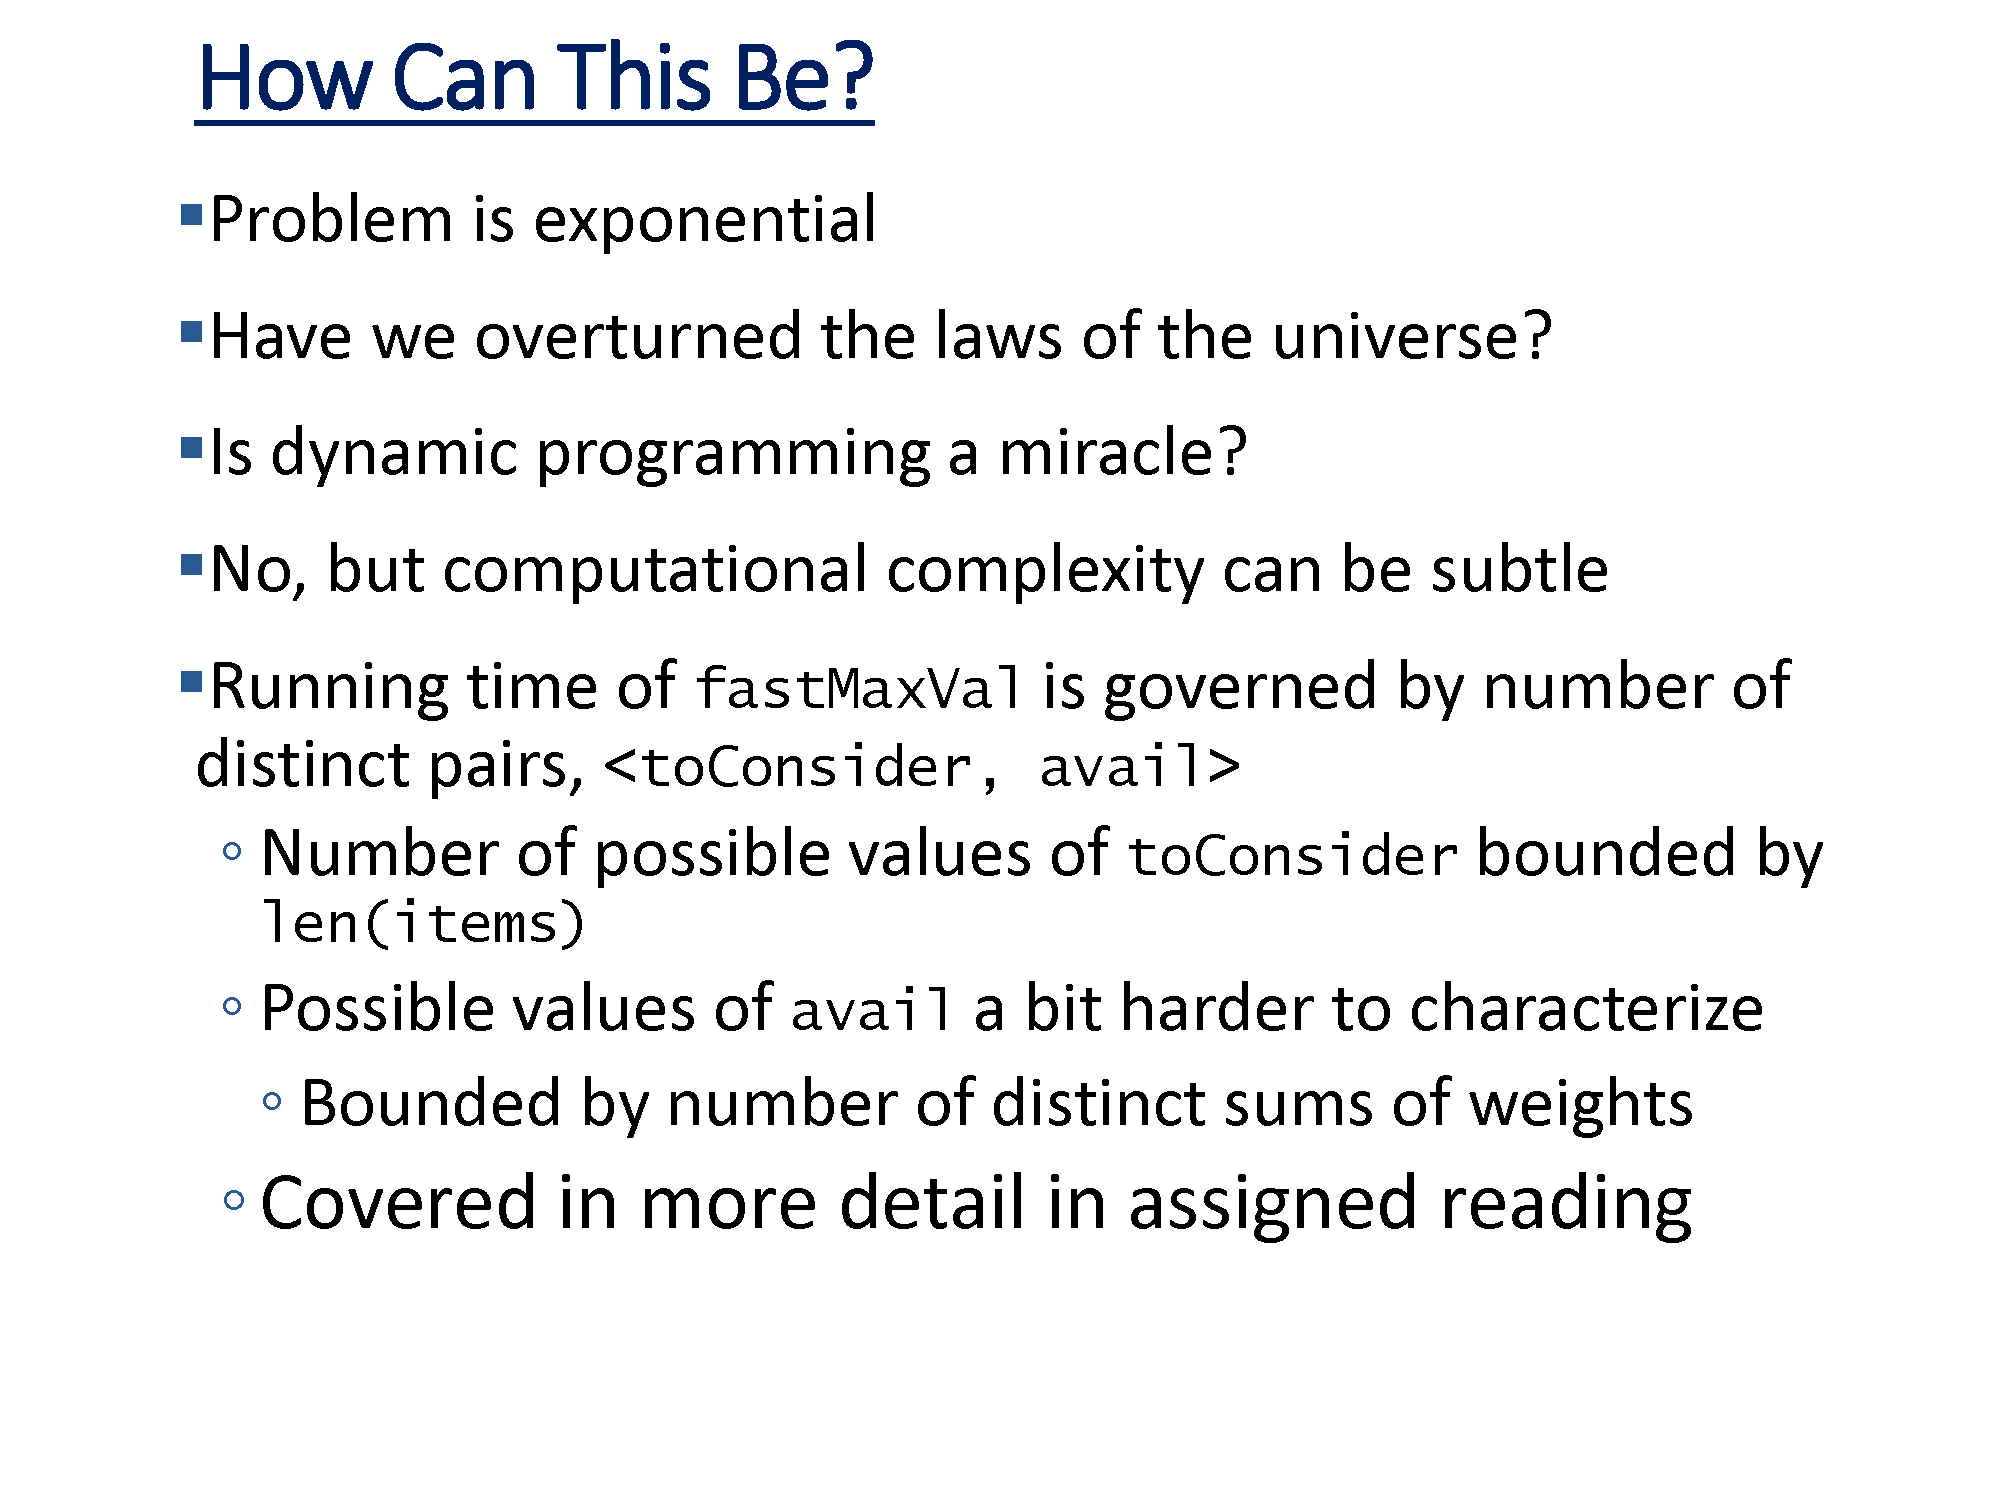 How Can This Be?
▪Problem is exponential
▪Have we overturned the laws of the universe?
▪Is dynamic programming a miracle?
▪No, but computational complexity can be subtle
▪Running time of fastMaxVal is governed by number of
distinct pairs, <toConsider, avail>
◦ Number of possible values of toConsider bounded by
len(items)
◦ Possible values of avail a bit harder to characterize
◦ Bounded by number of distinct sums of weights
◦ Covered in more detail in assigned reading